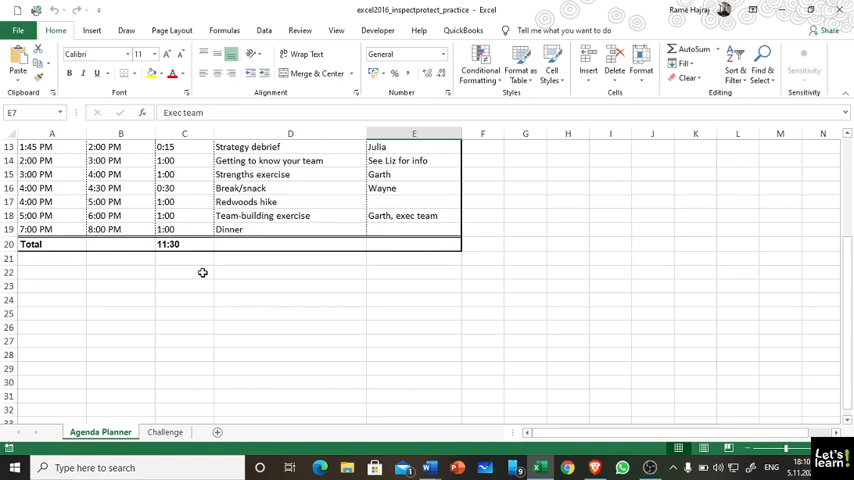 excel2016_inspectprotect_practice - Excel
Ramë Hajraj
File Home Insert Draw Page Layout Formulas Data Review View Developer Help QuickBooks Tell me what you want to do Share
Paste
Calibri 11 A A
Wrap Text
General
Conditional Formatting
Format as Table
Cell Styles
Insert Delete Format
AutoSum
Fill
Clear
Sort & Filter
Find & Select
Sensitivity
B I U
Merge & Center
Clipboard Font Alignment Number Styles Cells Editing Sensitivity
E7 fx Exec team
A B C D E F G H I J K L M N
13 1:45 PM 2:00 PM 0:15 Strategy debrief Julia
14 2:00 PM 3:00 PM 1:00 Getting to know your team See Liz for info
15 3:00 PM 4:00 PM 1:00 Strengths exercise Garth
16 4:00 PM 4:30 PM 0:30 Break/snack Wayne
17 4:00 PM 5:00 PM 1:00 Redwoods hike
18 5:00 PM 6:00 PM 1:00 Team-building exercise Garth, exec team
19 7:00 PM 8:00 PM 1:00 Dinner
20 Total 11:30
21
22
23
24
25
26
27
28
29
30
31
32
33
Agenda Planner Challenge
Type here to search
ENG
18:10
5.11.202
Let's
learn!